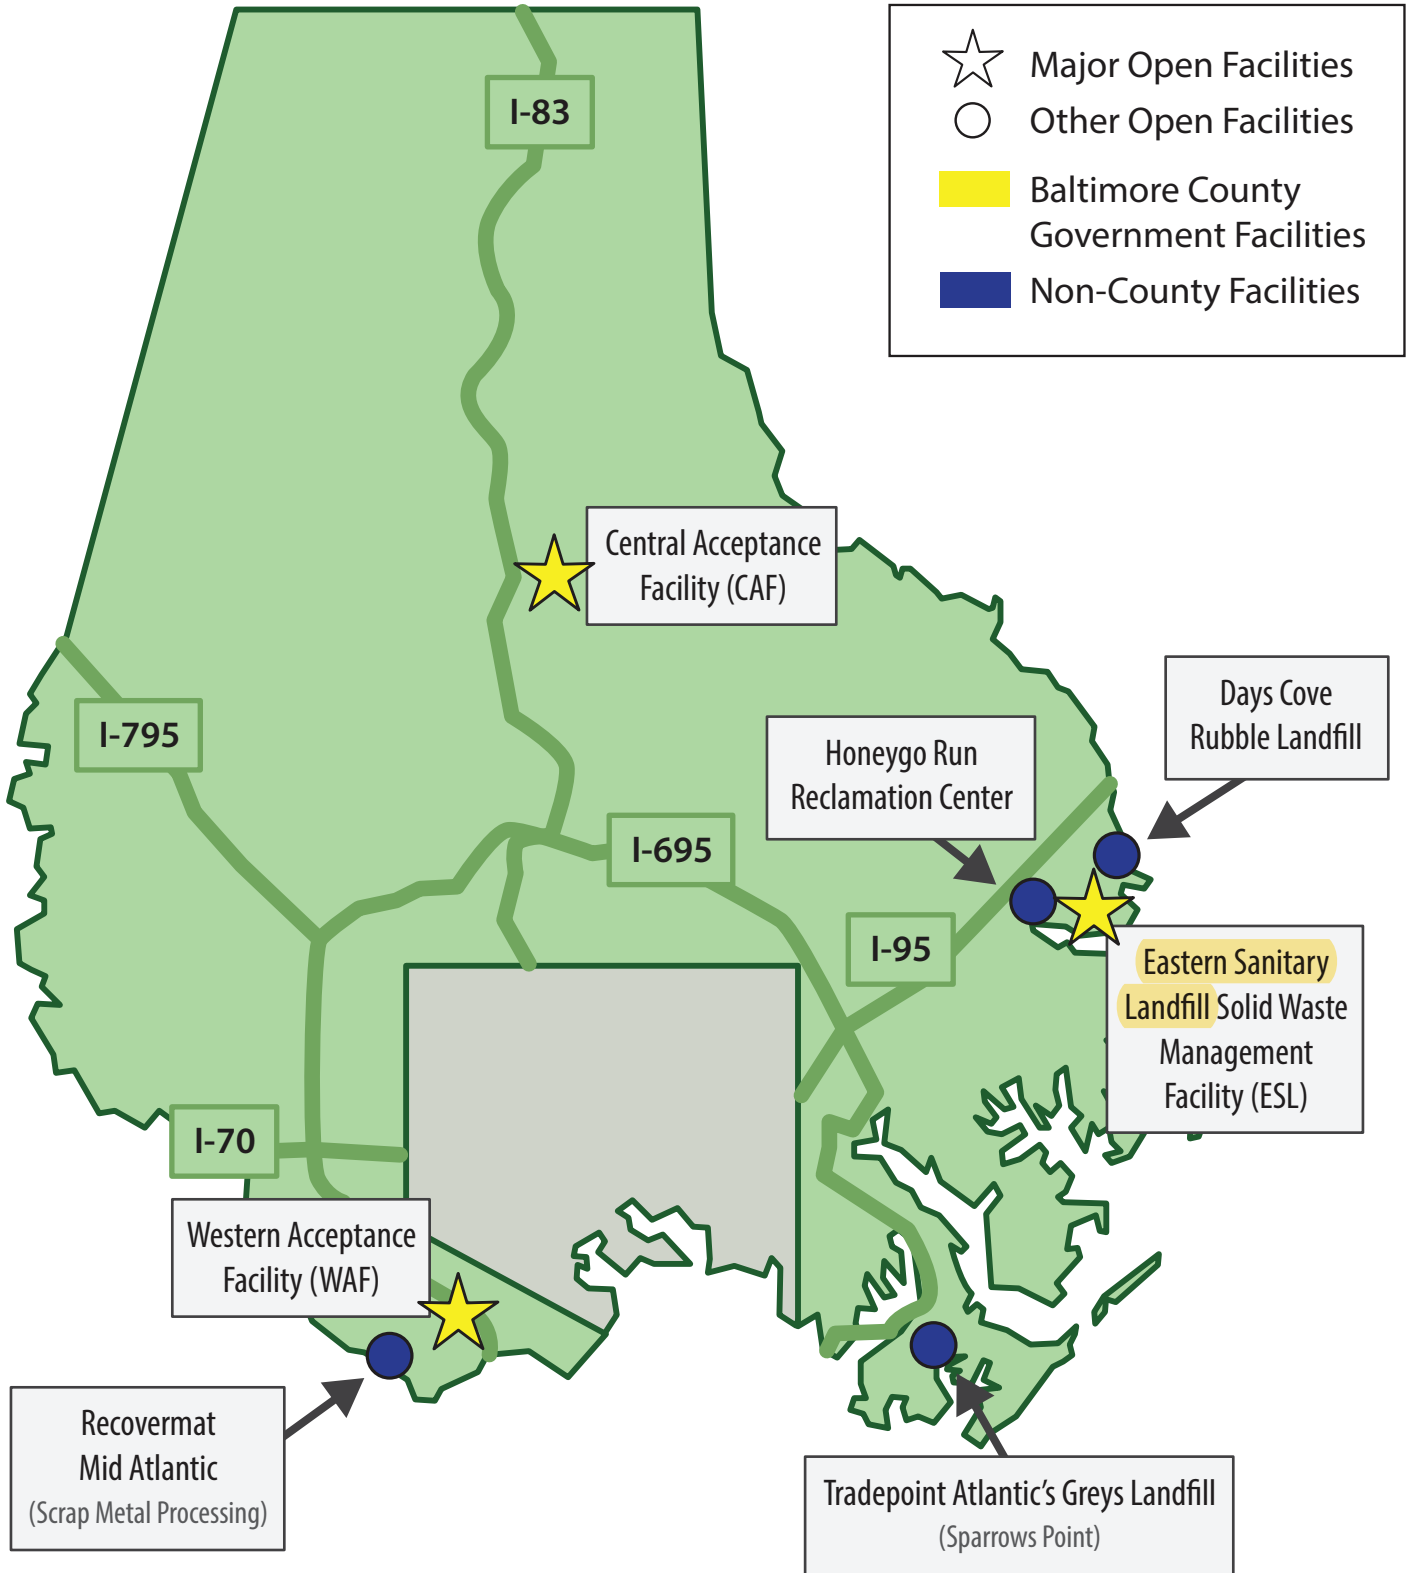 Major Open Facilities
Other Open Facilities
Baltimore County
Government Facilities
Non-County Facilities
I-83
Central Acceptance
Facility (CAF)
Days Cove
Rubble Landfill
I-795
Honeygo Run
Reclamation Center
I-695
I-95
Eastern Sanitary
Landfill Solid Waste
Management
Facility (ESL)
I-70
Western Acceptance
Facility (WAF)
Recovermat
Mid Atlantic
(Scrap Metal Processing)
Tradepoint Atlantic's Greys Landfill
(Sparrows Point)